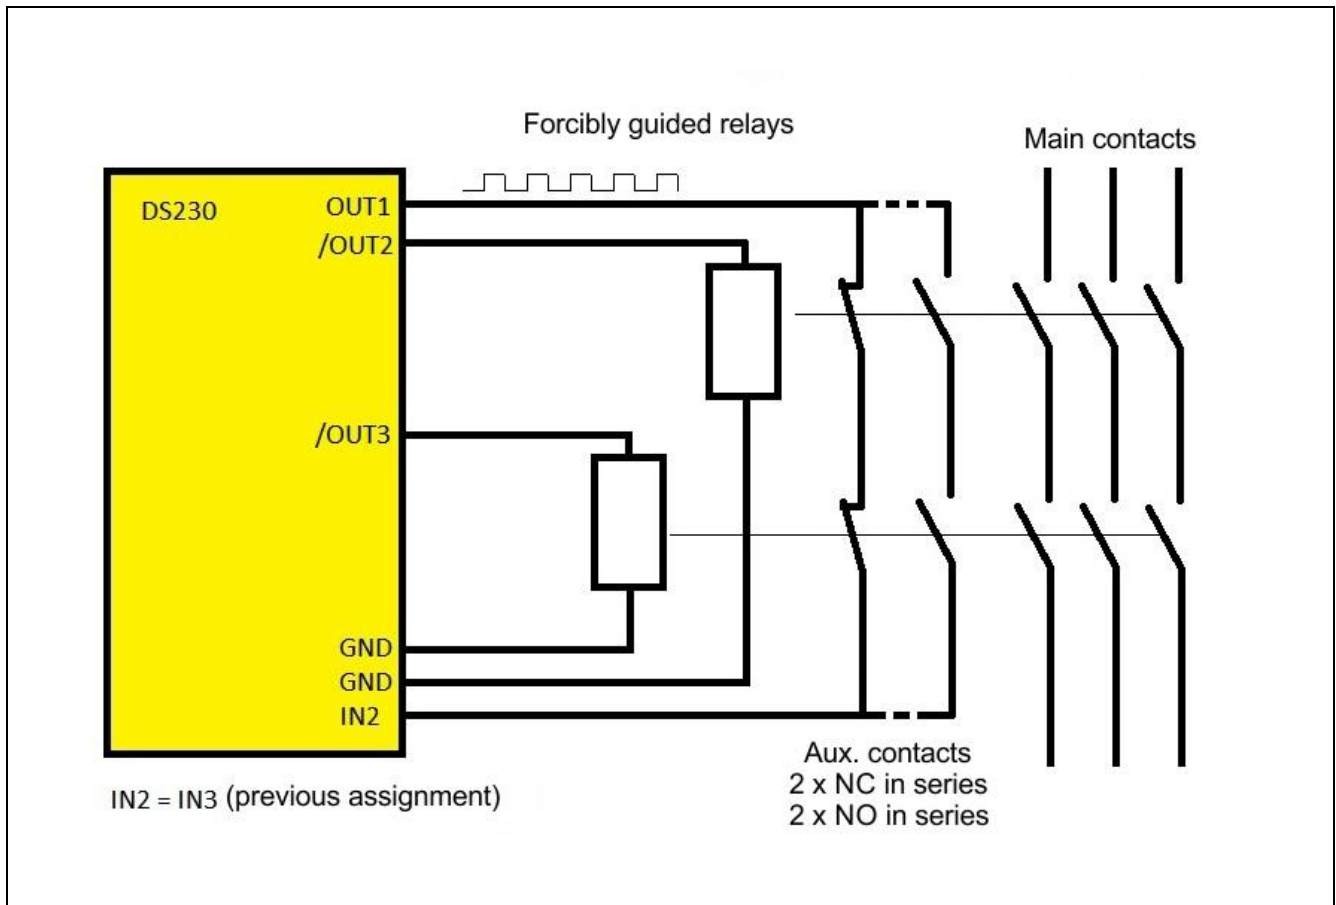 Forcibly guided relays
Main contacts
DS230
OUT1
/OUT2
/OUT3
GND
GND
IN2
Aux. contacts
2 x NC in series
2 x NO in series
IN2 = IN3 (previous assignment)